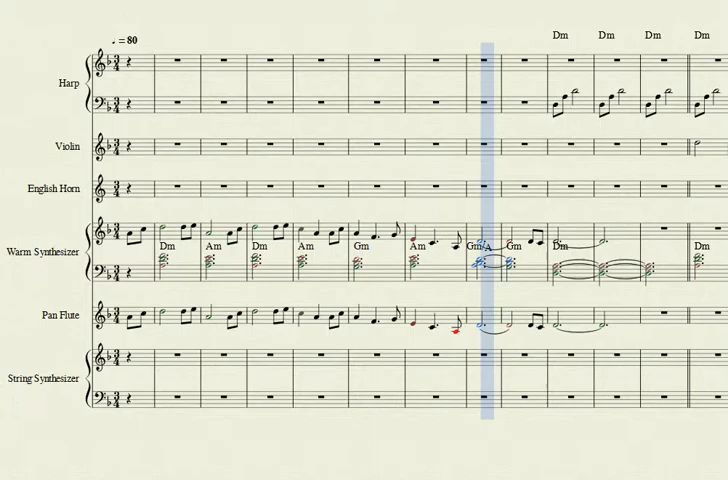 Dm Dm Dm Dm
♩. = 80
Harp
Violin
English Horn
Warm Synthesizer
Dm Am Dm Am Gm Am Gm/A Gm Dm Dm
Pan Flute
String Synthesizer